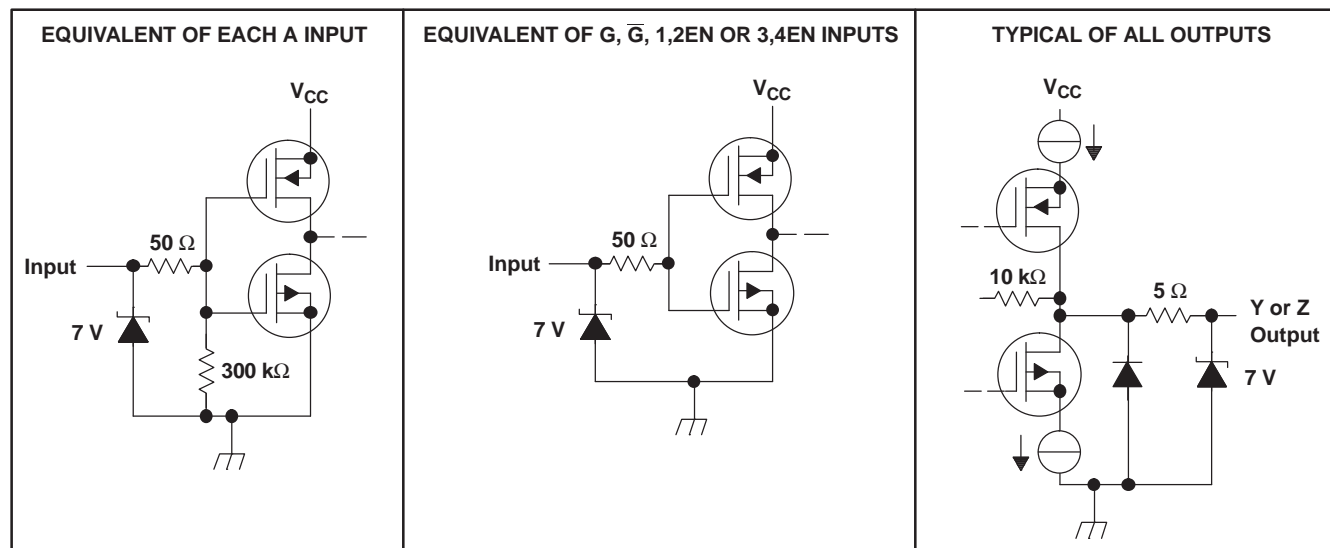 EQUIVALENT OF EACH A INPUT
VCC
50 Ω
Input
7 V
300 kΩ
EQUIVALENT OF G, G̅, 1,2EN OR 3,4EN INPUTS
VCC
50 Ω
Input
7 V
TYPICAL OF ALL OUTPUTS
VCC
10 kΩ
5 Ω
Y or Z
Output
7 V